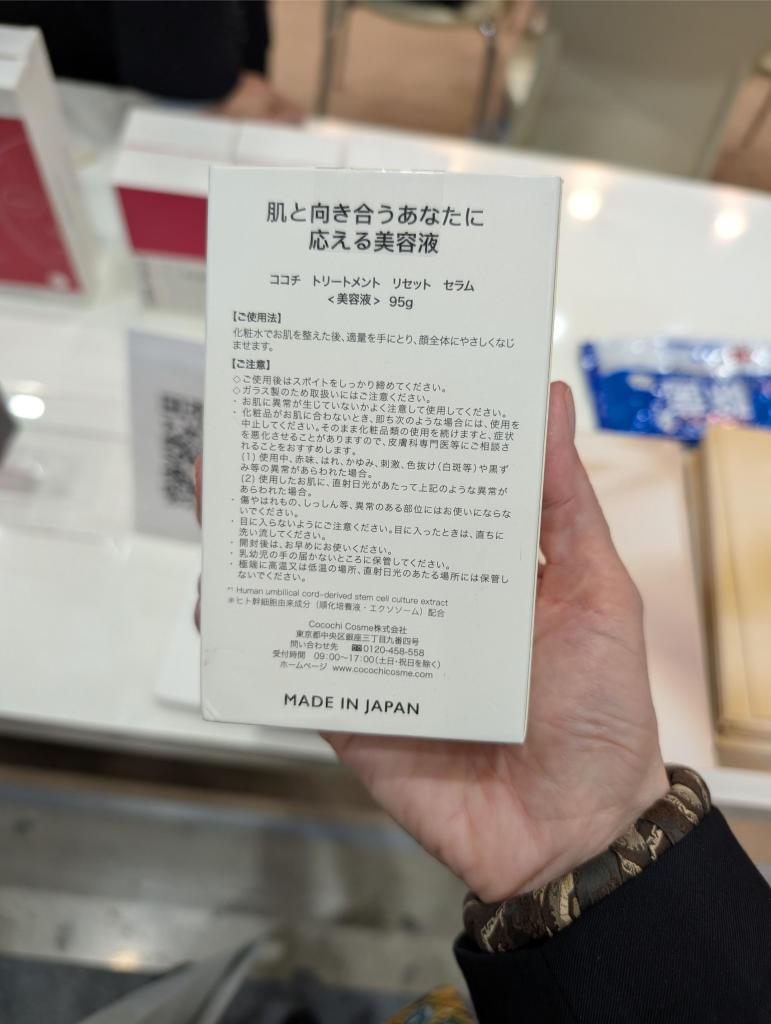 肌と向き合うあなたに
応える美容液
ココチ トリートメント リセット セラム
<美容液> 95g
【ご使用法】
化粧水でお肌を整えた後、適量を手にとり、顔全体にやさしくなじ
ませます。
【ご注意】
◇ご使用後はスポイトをしっかり締めてください。
◇ガラス製のため取扱いにはご注意ください。
・お肌に異常が生じていないかよく注意して使用してください。
・化粧品がお肌に合わないとき、即ち次のような場合には、使用を
中止してください。そのまま化粧品類の使用を続けますと、症状
を悪化させることがありますので、皮膚科専門医等にご相談さ
れることをおすすめします。
(1) 使用中、赤味、はれ、かゆみ、刺激、色抜け(白斑等)や黒ず
み等の異常があらわれた場合。
(2) 使用したお肌に、直射日光があたって上記のような異常が
あらわれた場合。
・傷やはれもの、しっしん等、異常のある部位にはお使いにならな
いでください。
・目に入らないようにご注意ください。目に入ったときは、直ちに
洗い流してください。
・開封後は、お早めにお使いください。
・乳幼児の手の届かないところに保管してください。
・極端に高温又は低温の場所、直射日光のあたる場所には保管し
ないでください。
*¹ Human umbilical cord-derived stem cell culture extract
※ヒト幹細胞由来成分(順化培養液・エクソソーム)配合
Cocochi Cosme株式会社
東京都中央区銀座三丁目九番四号
問い合わせ先 0120-458-558
受付時間 09:00〜17:00(土日・祝日を除く)
ホームページ www.cocochicosme.com
MADE IN JAPAN